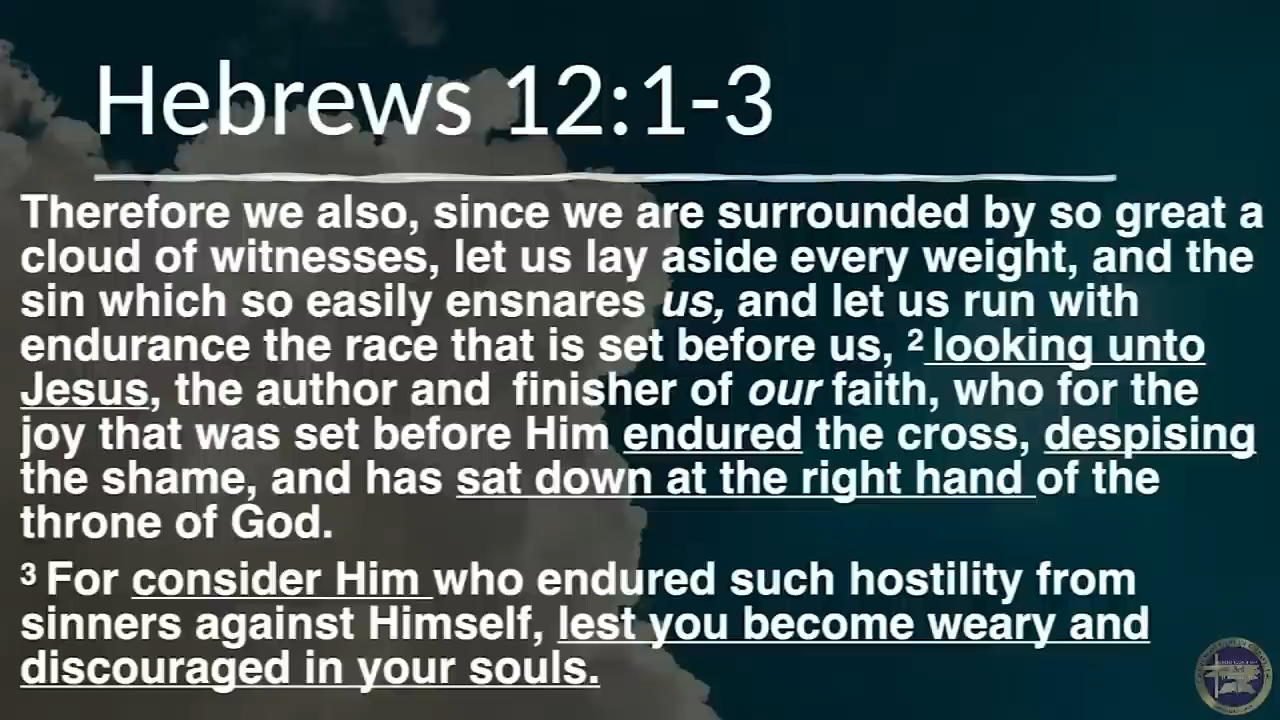 Hebrews 12:1-3
Therefore we also, since we are surrounded by so great a
cloud of witnesses, let us lay aside every weight, and the
sin which so easily ensnares us, and let us run with
endurance the race that is set before us, ² looking unto
Jesus, the author and finisher of our faith, who for the
joy that was set before Him endured the cross, despising
the shame, and has sat down at the right hand of the
throne of God.
³ For consider Him who endured such hostility from
sinners against Himself, lest you become weary and
discouraged in your souls.